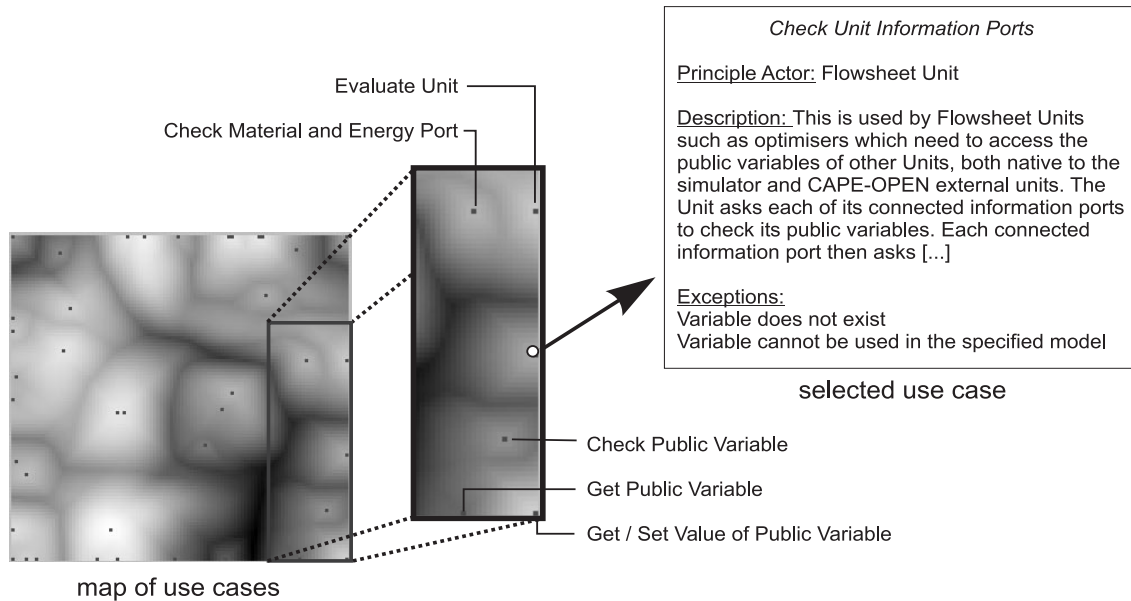 Check Unit Information Ports
Principle Actor: Flowsheet Unit
Description: This is used by Flowsheet Units
such as optimisers which need to access the
public variables of other Units, both native to the
simulator and CAPE-OPEN external units. The
Unit asks each of its connected information ports
to check its public variables. Each connected
information port then asks [...]
Exceptions:
Variable does not exist
Variable cannot be used in the specified model
selected use case
Evaluate Unit
Check Material and Energy Port
Check Public Variable
Get Public Variable
Get / Set Value of Public Variable
map of use cases